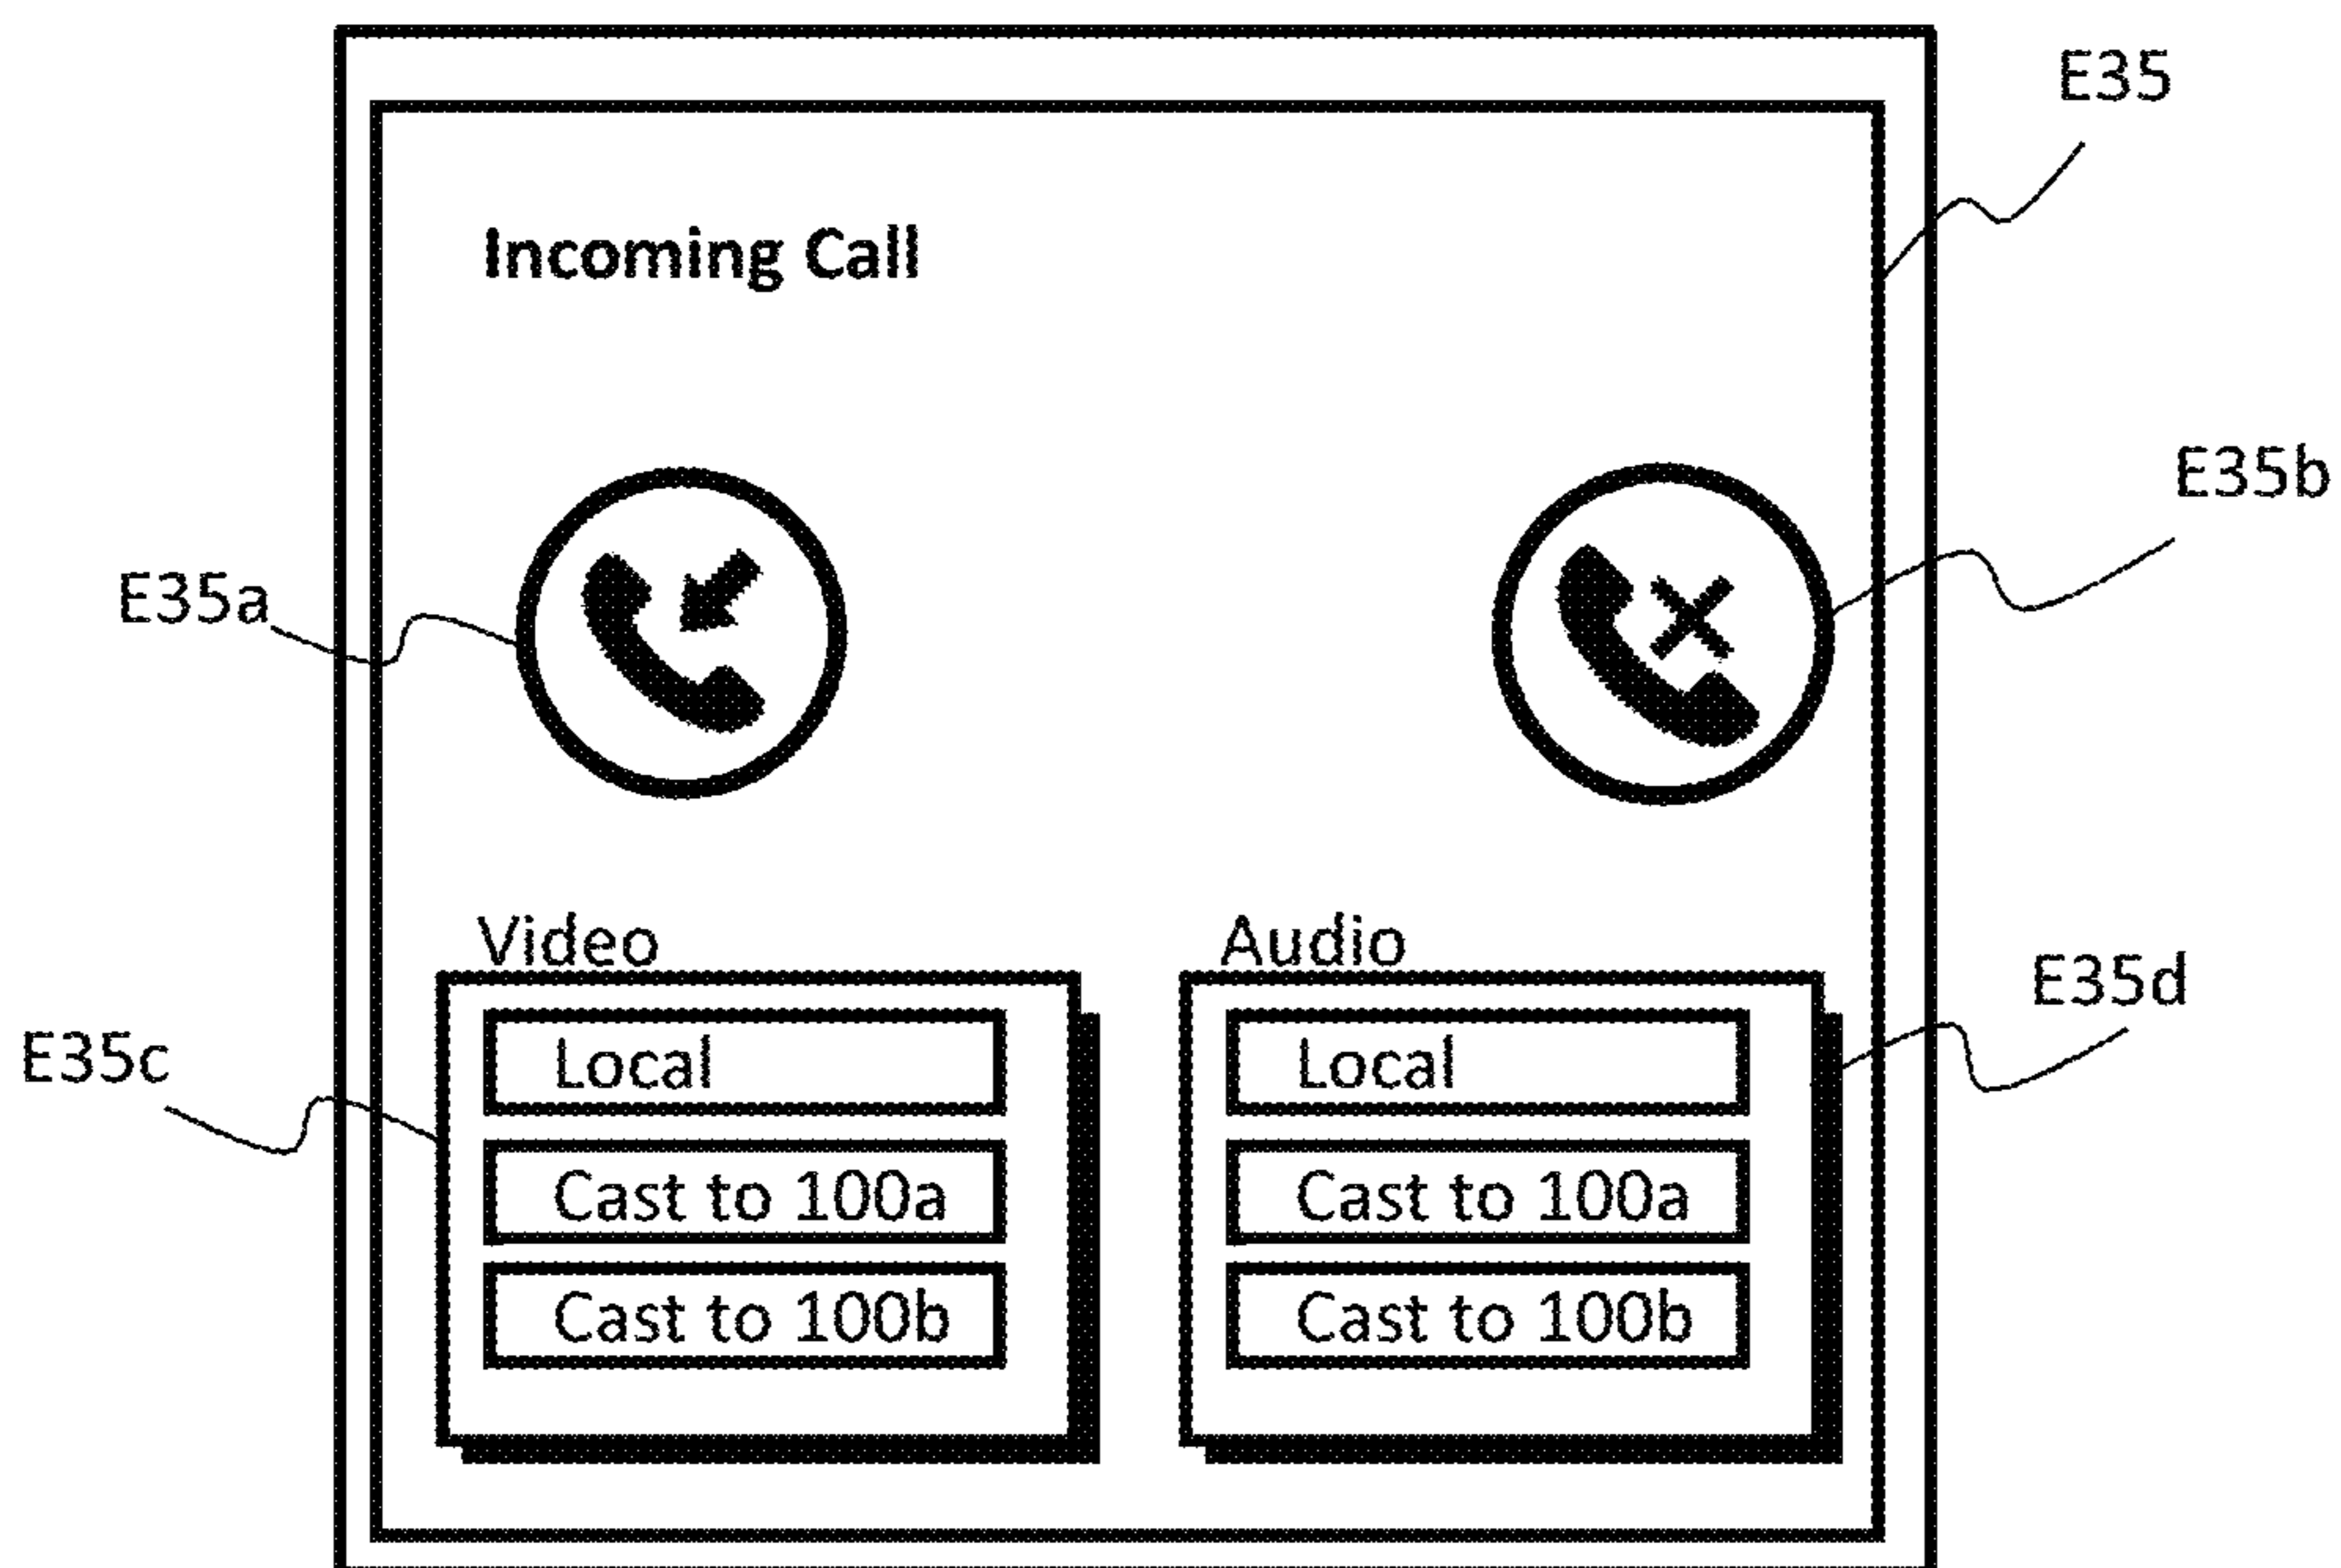 E35
Incoming Call
E35b
E35a
Video
Audio
E35d
E35c
Local
Local
Cast to 100a
Cast to 100a
Cast to 100b
Cast to 100b